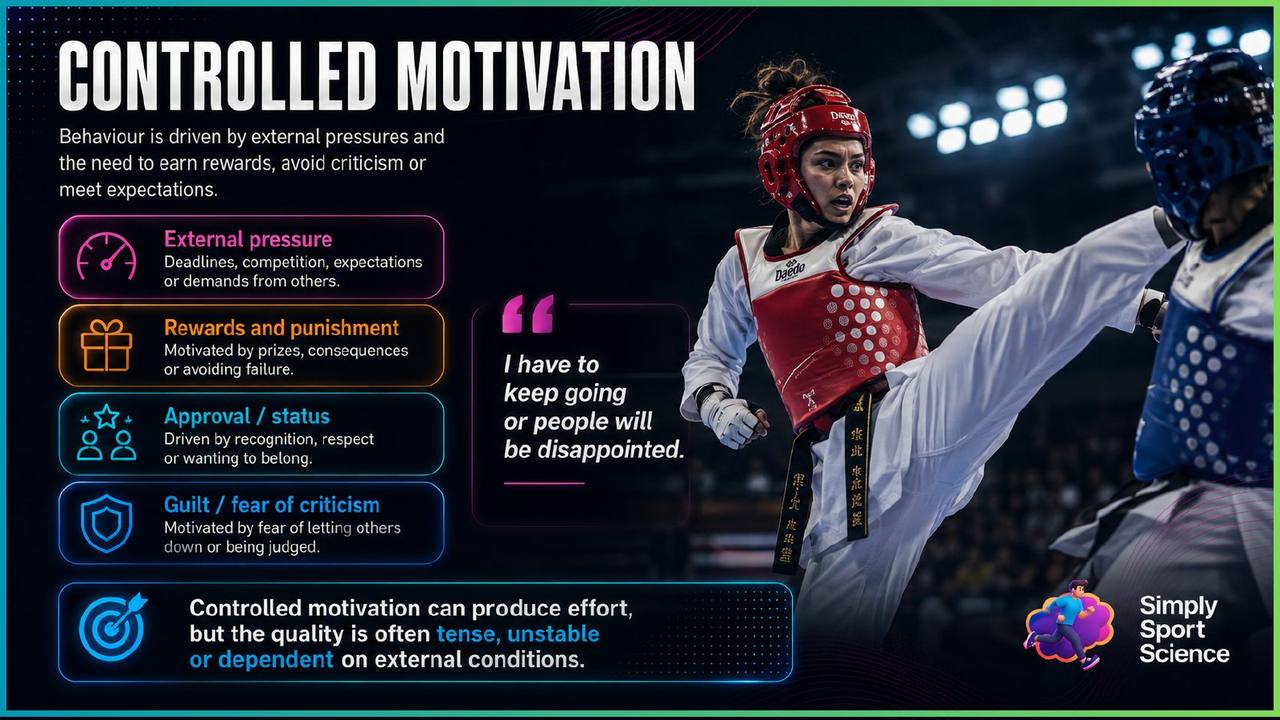 CONTROLLED MOTIVATION
Behaviour is driven by external pressures and
the need to earn rewards, avoid criticism or
meet expectations.
External pressure
Deadlines, competition, expectations
or demands from others.
Rewards and punishment
Motivated by prizes, consequences
or avoiding failure.
Approval / status
Driven by recognition, respect
or wanting to belong.
Guilt / fear of criticism
Motivated by fear of letting others
down or being judged.
“
I have to
keep going
or people will
be disappointed.
Controlled motivation can produce effort,
but the quality is often tense, unstable
or dependent on external conditions.
Daedo
Simply
Sport
Science